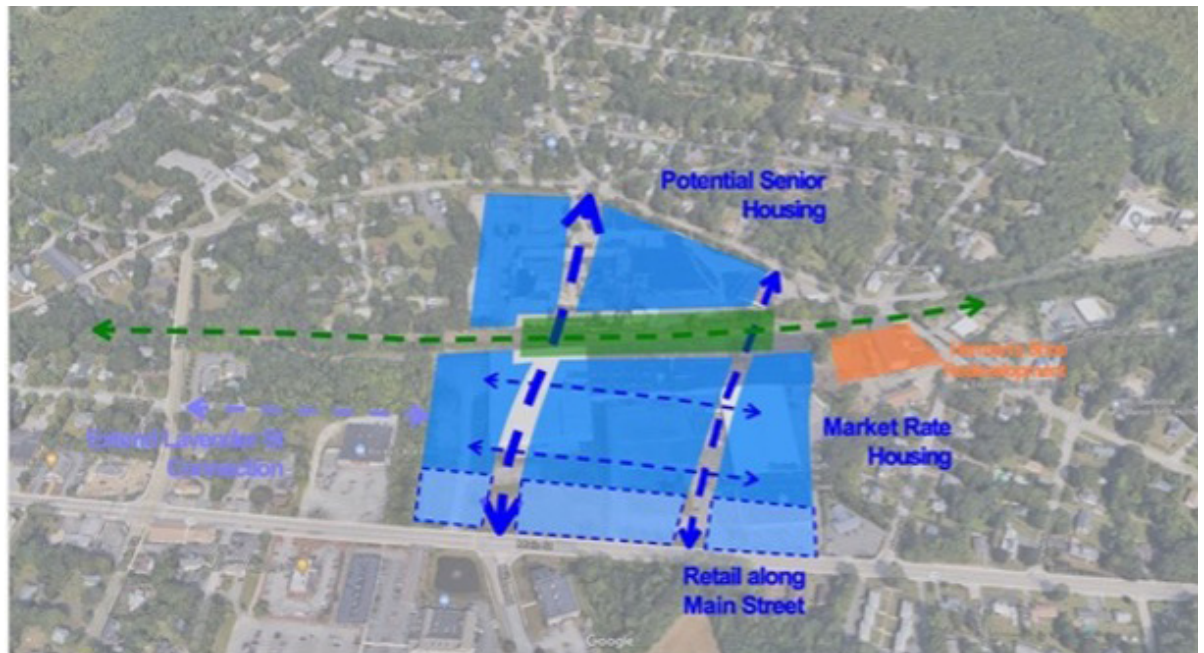 Potential Senior
Housing
Extend Lavender St
Connection
Market Rate
Housing
Retail along
Main Street
Google